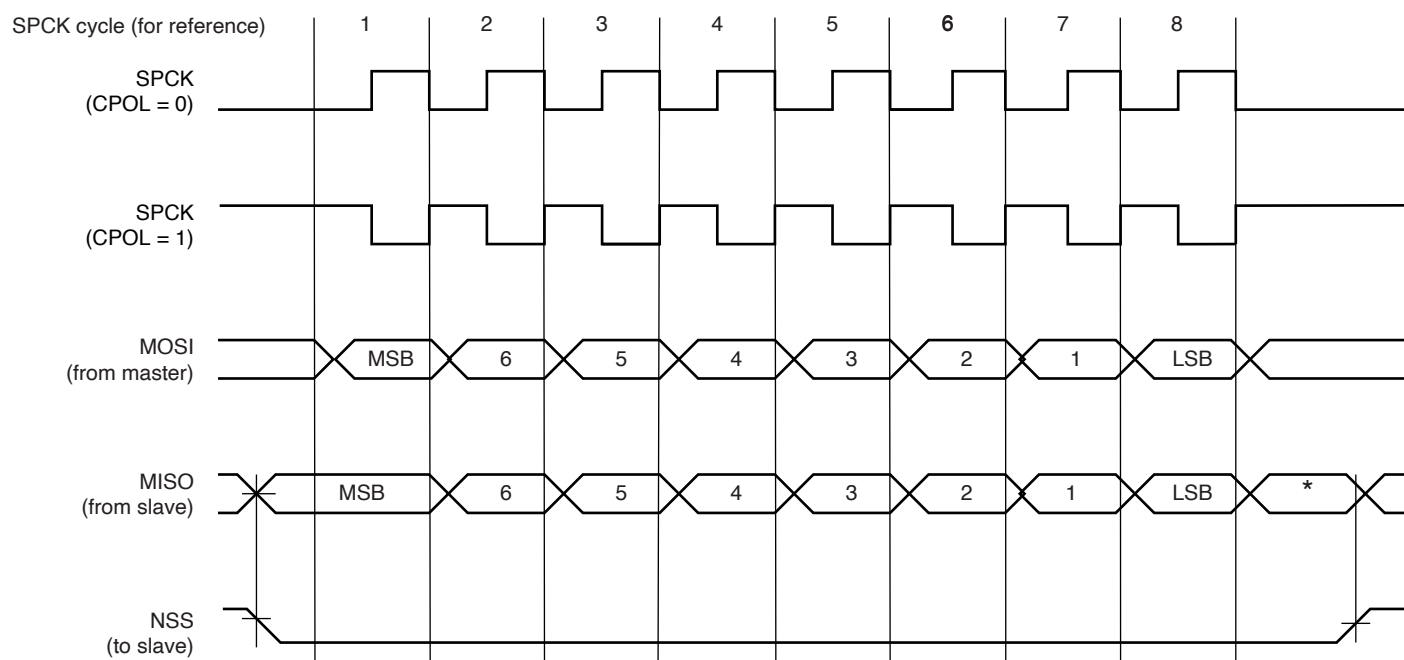 SPCK cycle (for reference) 1 2 3 4 5 6 7 8
SPCK
(CPOL = 0)
SPCK
(CPOL = 1)
MOSI
(from master)
MSB 6 5 4 3 2 1 LSB
MISO
(from slave)
MSB 6 5 4 3 2 1 LSB *
NSS
(to slave)